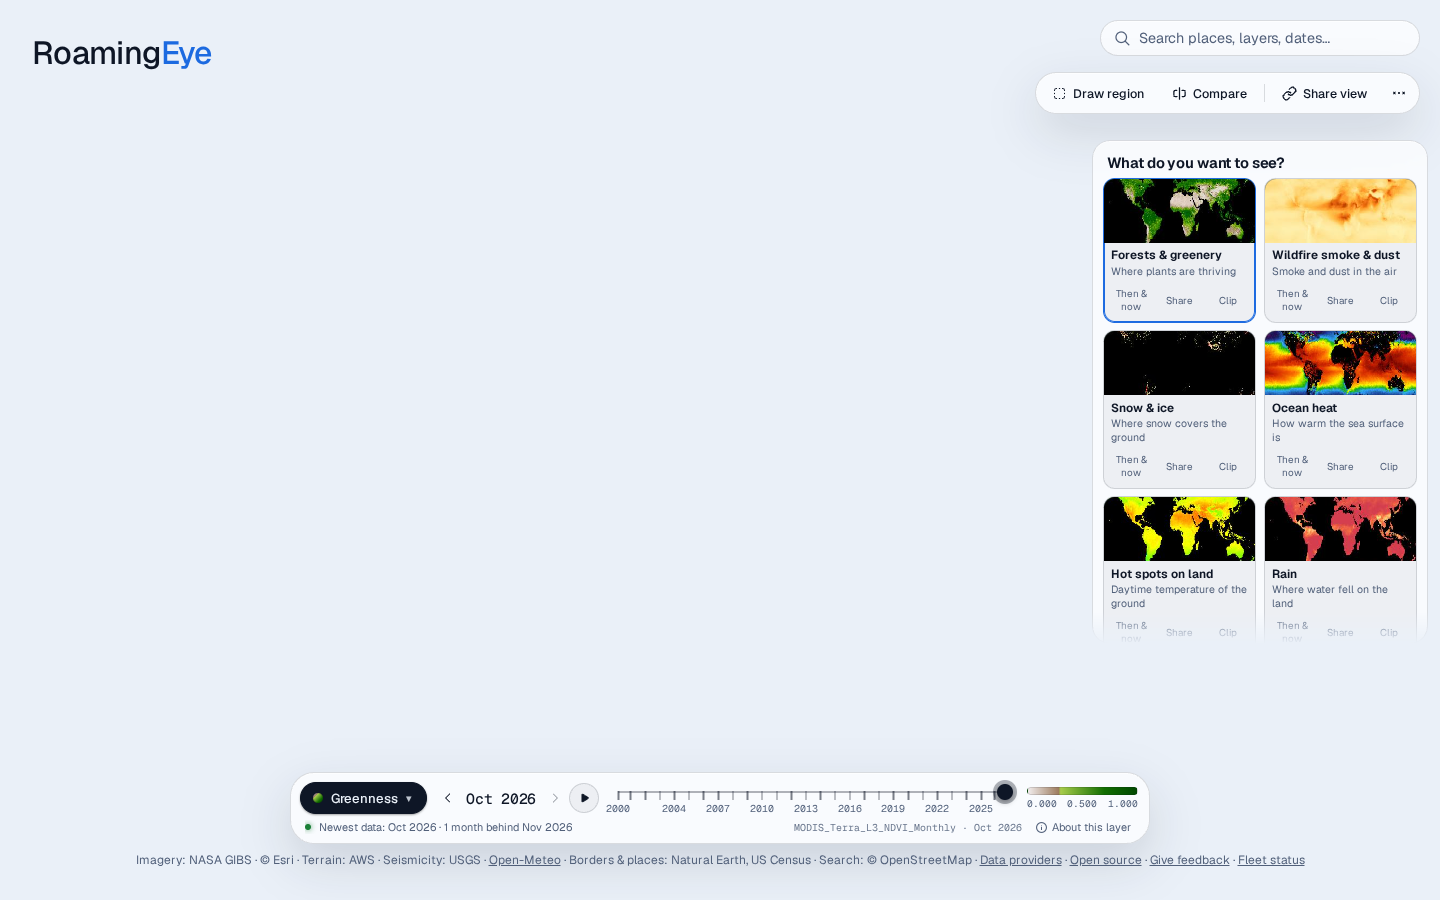 RoamingEye
Search places, layers, dates...
Draw region
Compare
Share view
What do you want to see?
Forests & greenery
Where plants are thriving
Then & now
Share
Clip
Wildfire smoke & dust
Smoke and dust in the air
Then & now
Share
Clip
Snow & ice
Where snow covers the
ground
Then & now
Share
Clip
Ocean heat
How warm the sea surface
is
Then & now
Share
Clip
Hot spots on land
Daytime temperature of the
ground
Then & now
Share
Clip
Rain
Where water fell on the
land
Then & now
Share
Clip
Greenness
Oct 2026
2000 2004 2007 2010 2013 2016 2019 2022 2025
0.000 0.500 1.000
Newest data: Oct 2026 · 1 month behind Nov 2026
MODIS_Terra_L3_NDVI_Monthly · Oct 2026
About this layer
Imagery: NASA GIBS · © Esri · Terrain: AWS · Seismicity: USGS · Open-Meteo · Borders & places: Natural Earth, US Census · Search: © OpenStreetMap · Data providers · Open source · Give feedback · Fleet status